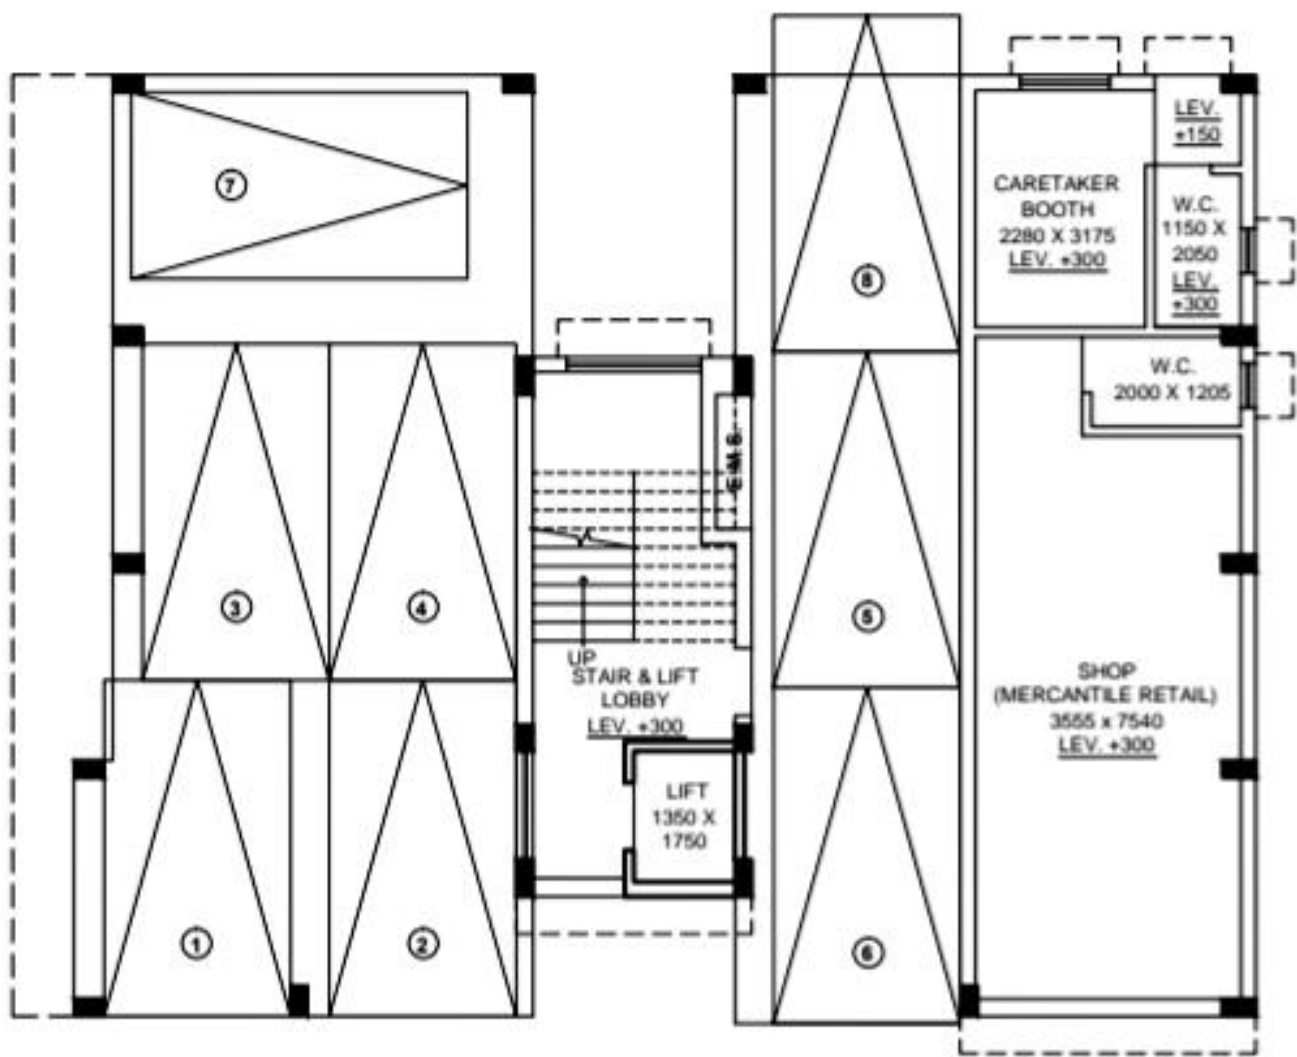 LEV.
+150
7
CARETAKER
BOOTH
2280 X 3175
LEV. +300
W.C.
1150 X
2050
LEV.
+300
8
W.C.
2000 X 1205
E.M.S.
3
4
5
UP
STAIR & LIFT
LOBBY
LEV. +300
SHOP
(MERCANTILE RETAIL)
3555 x 7540
LEV. +300
LIFT
1350 X
1750
1
2
6